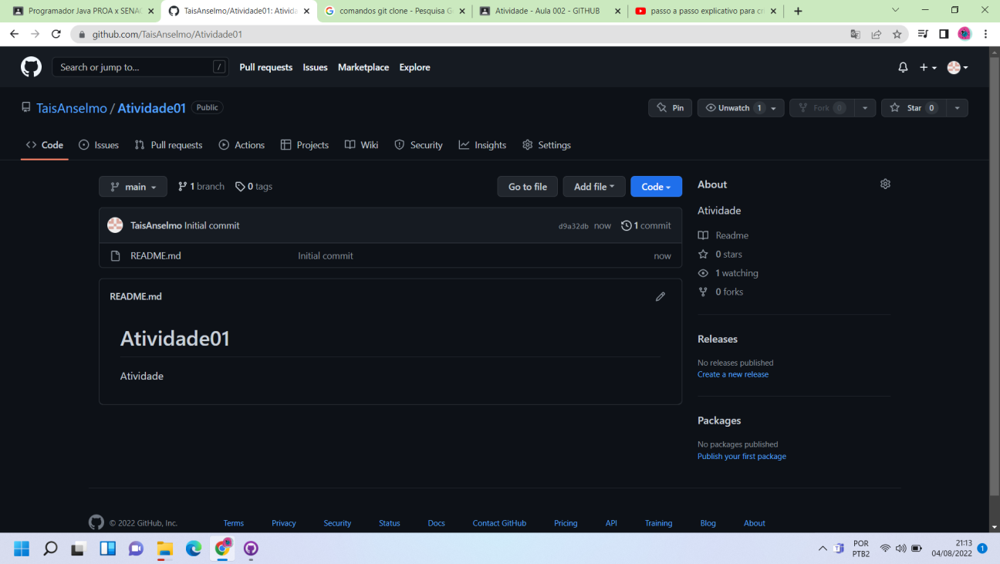 Programador Java PROA x SENAC
TaisAnselmo/Atividade01: Ativida
comandos git clone - Pesquisa G
Atividade - Aula 002 - GITHUB
passo a passo explicativo para cri
github.com/TaisAnselmo/Atividade01
Search or jump to... /
Pull requests Issues Marketplace Explore
TaisAnselmo / Atividade01 Public
Pin Unwatch 1 Fork 0 Star 0
Code Issues Pull requests Actions Projects Wiki Security Insights Settings
main 1 branch 0 tags Go to file Add file Code
TaisAnselmo Initial commit d9a32db now 1 commit
README.md Initial commit now
README.md
Atividade01
Atividade
About
Atividade
Readme
0 stars
1 watching
0 forks
Releases
No releases published
Create a new release
Packages
No packages published
Publish your first package
© 2022 GitHub, Inc. Terms Privacy Security Status Docs Contact GitHub Pricing API Training Blog About
POR
PTB2
21:13
04/08/2022
1